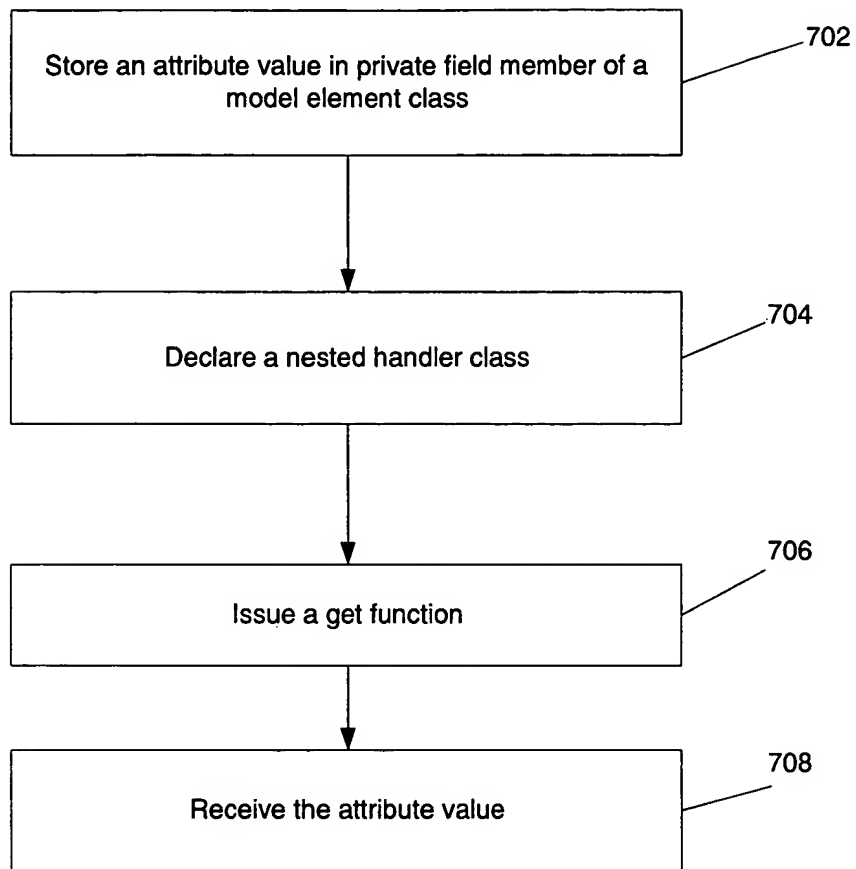 Store an attribute value in private field member of a
model element class
702
Declare a nested handler class
704
Issue a get function
706
Receive the attribute value
708